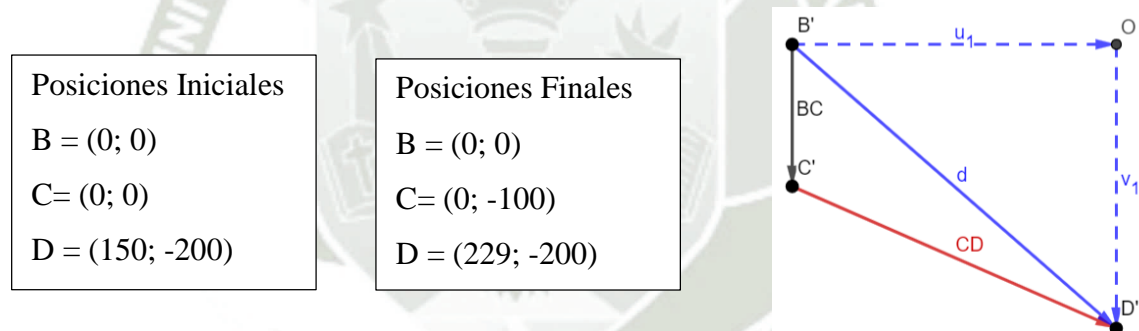 UNI
Posiciones Iniciales
B = (0; 0)
C= (0; 0)
D = (150; -200)
Posiciones Finales
B = (0; 0)
C= (0; -100)
D = (229; -200)
B'
u1
O
BC
C'
d
v1
CD
D'